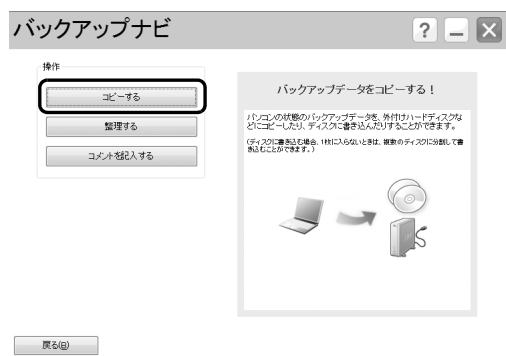 バックアップナビ
操作
コピーする
整理する
コメントを記入する
バックアップデータをコピーする！
パソコンの状態のバックアップデータを、外付けハードディスクな
どにコピーしたり、ディスクに書き込んだりすることができます。
(ディスクに書き込む場合、1枚に入らないときは、複数のディスクに分割して書
き込むことができます。)
戻る(B)